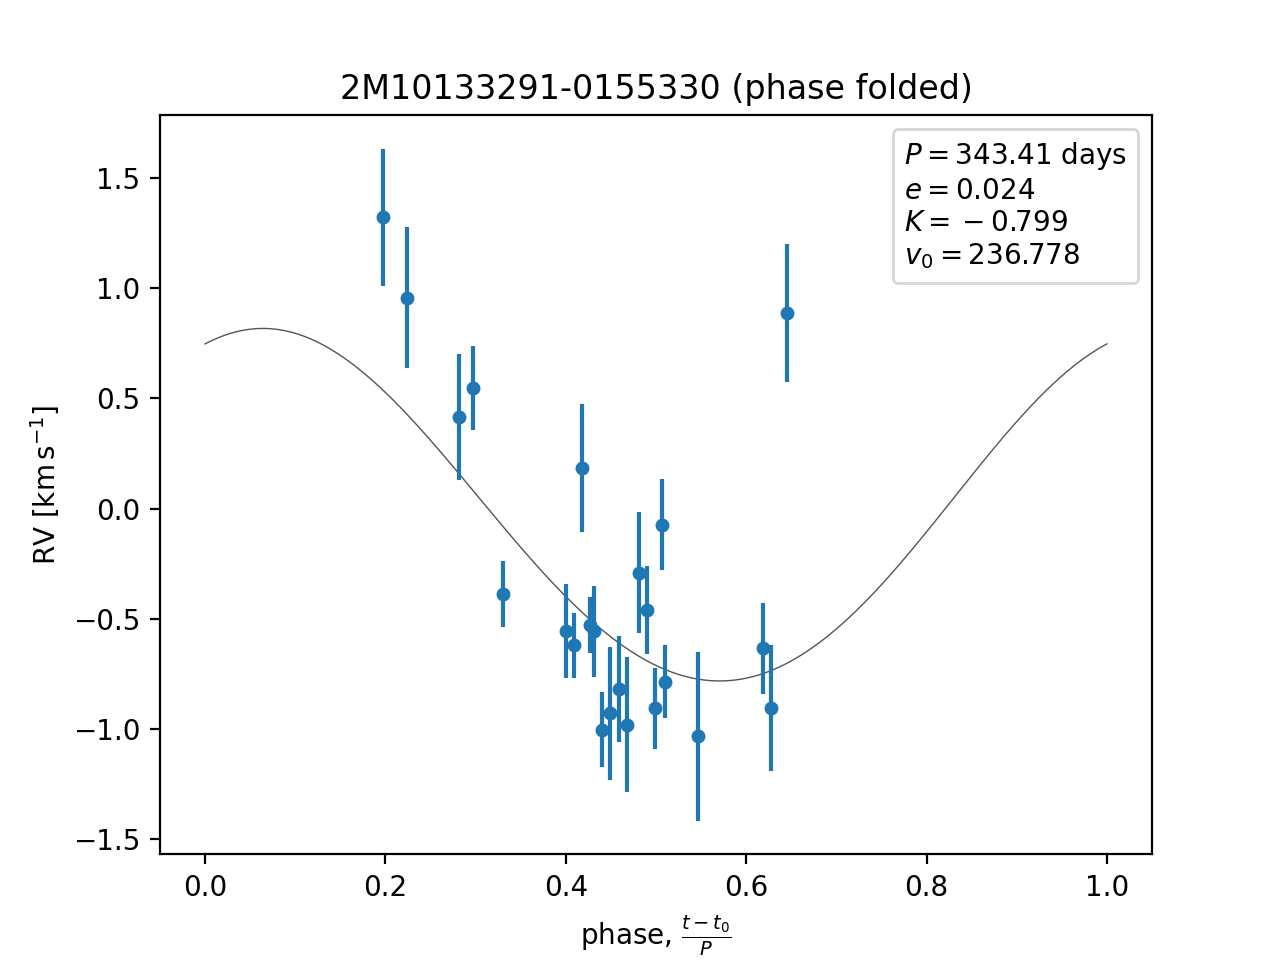 2M10133291-0155330 (phase folded)
P = 343.41 days
e = 0.024
K = −0.799
v₀ = 236.778
1.5
1.0
0.5
0.0
−0.5
−1.0
−1.5
RV [km s⁻¹]
0.0 0.2 0.4 0.6 0.8 1.0
phase, (t − t₀)/P